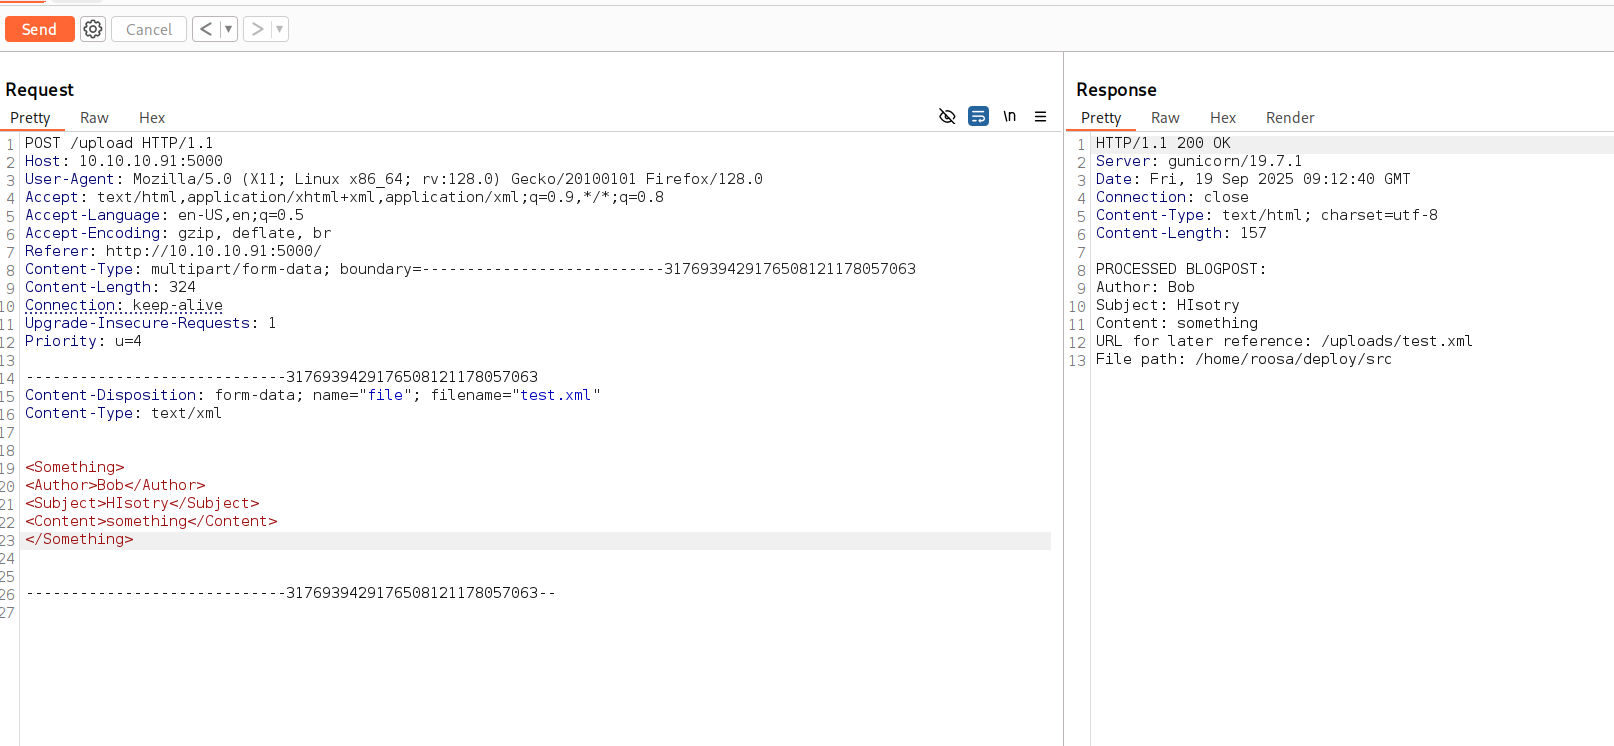 Send Cancel < ▼ > ▼
Request
Pretty Raw Hex \n
1 POST /upload HTTP/1.1
2 Host: 10.10.10.91:5000
3 User-Agent: Mozilla/5.0 (X11; Linux x86_64; rv:128.0) Gecko/20100101 Firefox/128.0
4 Accept: text/html,application/xhtml+xml,application/xml;q=0.9,*/*;q=0.8
5 Accept-Language: en-US,en;q=0.5
6 Accept-Encoding: gzip, deflate, br
7 Referer: http://10.10.10.91:5000/
8 Content-Type: multipart/form-data; boundary=---------------------------31769394291765081211​78057063
9 Content-Length: 324
10 Connection: keep-alive
11 Upgrade-Insecure-Requests: 1
12 Priority: u=4
13
14 -----------------------------3176939429176508121178057063
15 Content-Disposition: form-data; name="file"; filename="test.xml"
16 Content-Type: text/xml
17
18
19 <Something>
20 <Author>Bob</Author>
21 <Subject>HIsotry</Subject>
22 <Content>something</Content>
23 </Something>
24
25
26 -----------------------------3176939429176508121178057063--
27
Response
Pretty Raw Hex Render
1 HTTP/1.1 200 OK
2 Server: gunicorn/19.7.1
3 Date: Fri, 19 Sep 2025 09:12:40 GMT
4 Connection: close
5 Content-Type: text/html; charset=utf-8
6 Content-Length: 157
7
8 PROCESSED BLOGPOST:
9 Author: Bob
10 Subject: HIsotry
11 Content: something
12 URL for later reference: /uploads/test.xml
13 File path: /home/roosa/deploy/src